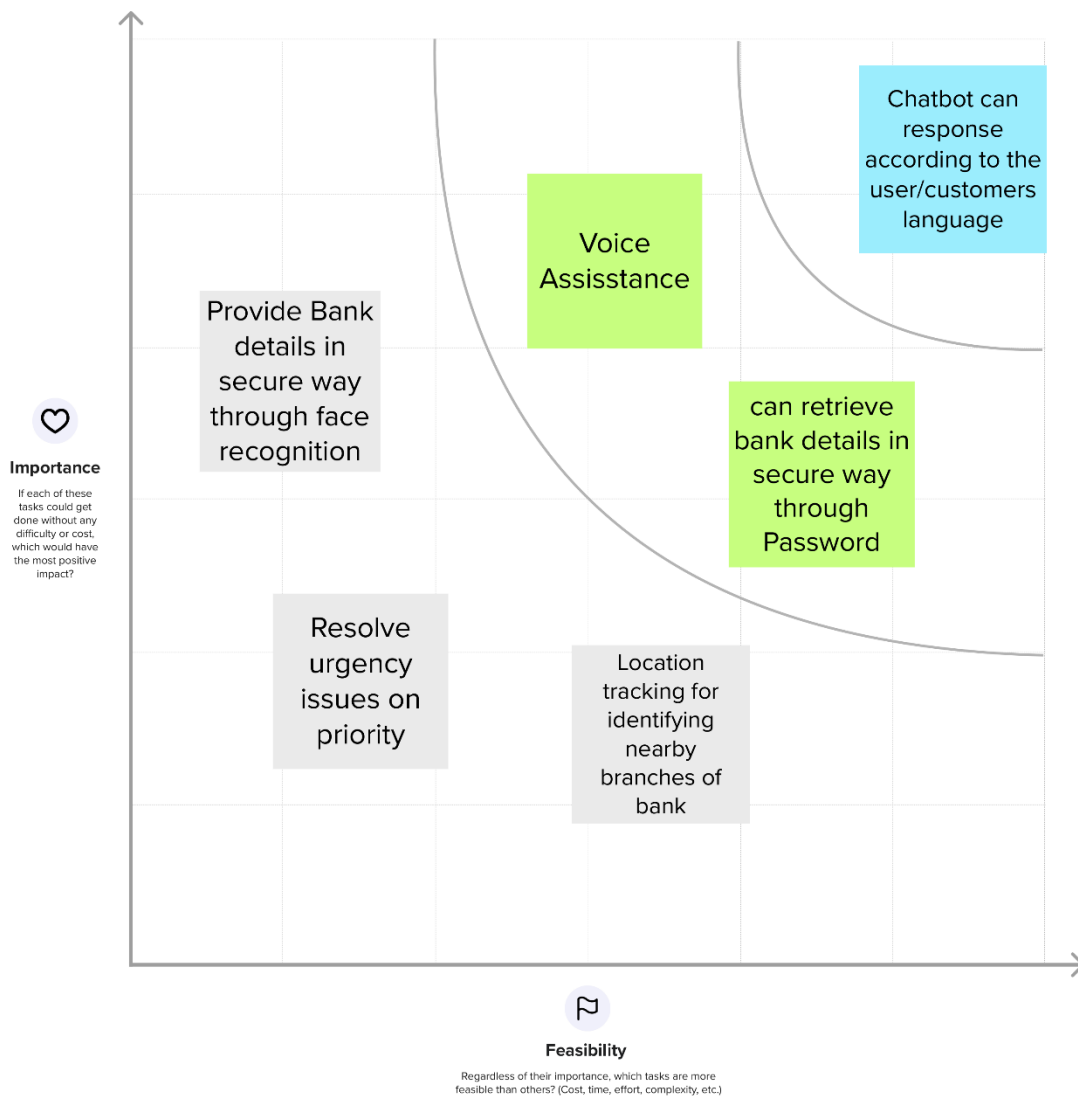 Chatbot can
response
according to the
user/customers
language
Voice
Assisstance
Provide Bank
details in
secure way
through face
recognition
can retrieve
bank details in
secure way
through
Password
Importance
If each of these
tasks could get
done without any
difficulty or cost,
which would have
the most positive
impact?
Resolve
urgency
issues on
priority
Location
tracking for
identifying
nearby
branches of
bank
Feasibility
Regardless of their importance, which tasks are more
feasible than others? (Cost, time, effort, complexity, etc.)